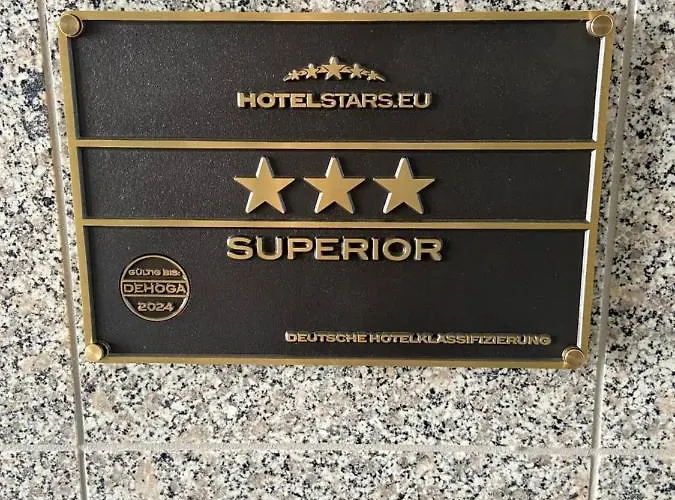 HOTELSTARS.EU
SUPERIOR
GÜLTIG BIS:
DEHOGA
2024
DEUTSCHE HOTELKLASSIFIZIERUNG